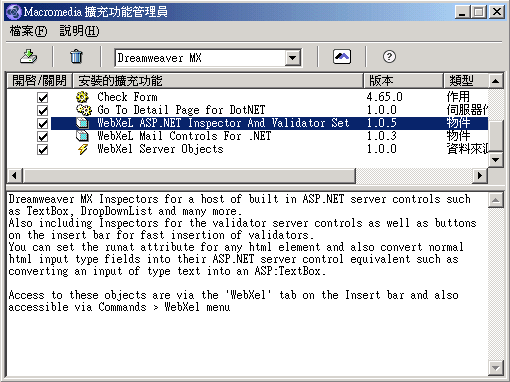 Macromedia 擴充功能管理員
檔案(F) 說明(H)
Dreamweaver MX
開啓/關閉 安裝的擴充功能 版本 類型
Check Form 4.65.0 作用
Go To Detail Page for DotNET 1.0.0 伺服器
WebXeL ASP.NET Inspector And Validator Set 1.0.5 物件
WebXeL Mail Controls For .NET 1.0.3 物件
WebXel Server Objects 1.0.0 資料來源
Dreamweaver MX Inspectors for a host of built in ASP.NET server controls such
as TextBox, DropDownList and many more.
Also including Inspectors for the validator server controls as well as buttons
on the insert bar for fast insertion of validators.
You can set the runat attribute for any html element and also convert normal
html input type fields into their ASP.NET server control equivalent such as
converting an input of type text into an ASP:TextBox.
Access to these objects are via the 'WebXel' tab on the Insert bar and also
accessible via Commands > WebXel menu